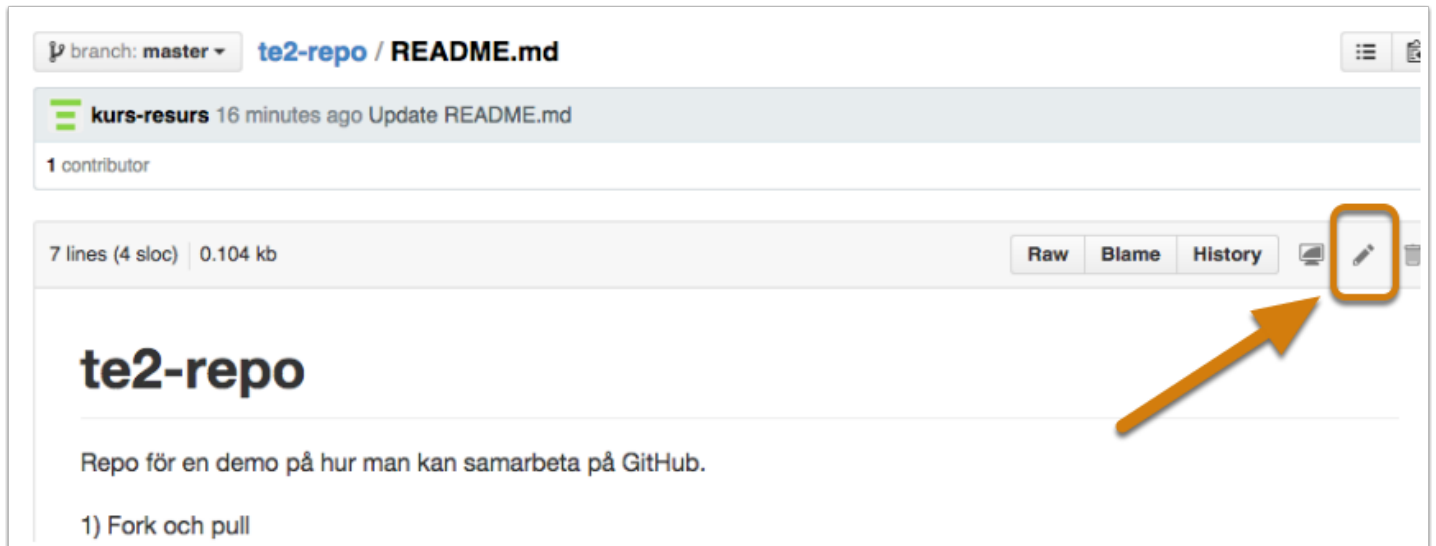 branch: master te2-repo / README.md
kurs-resurs 16 minutes ago Update README.md
1 contributor
7 lines (4 sloc) 0.104 kb Raw Blame History
te2-repo
Repo för en demo på hur man kan samarbeta på GitHub.
1) Fork och pull